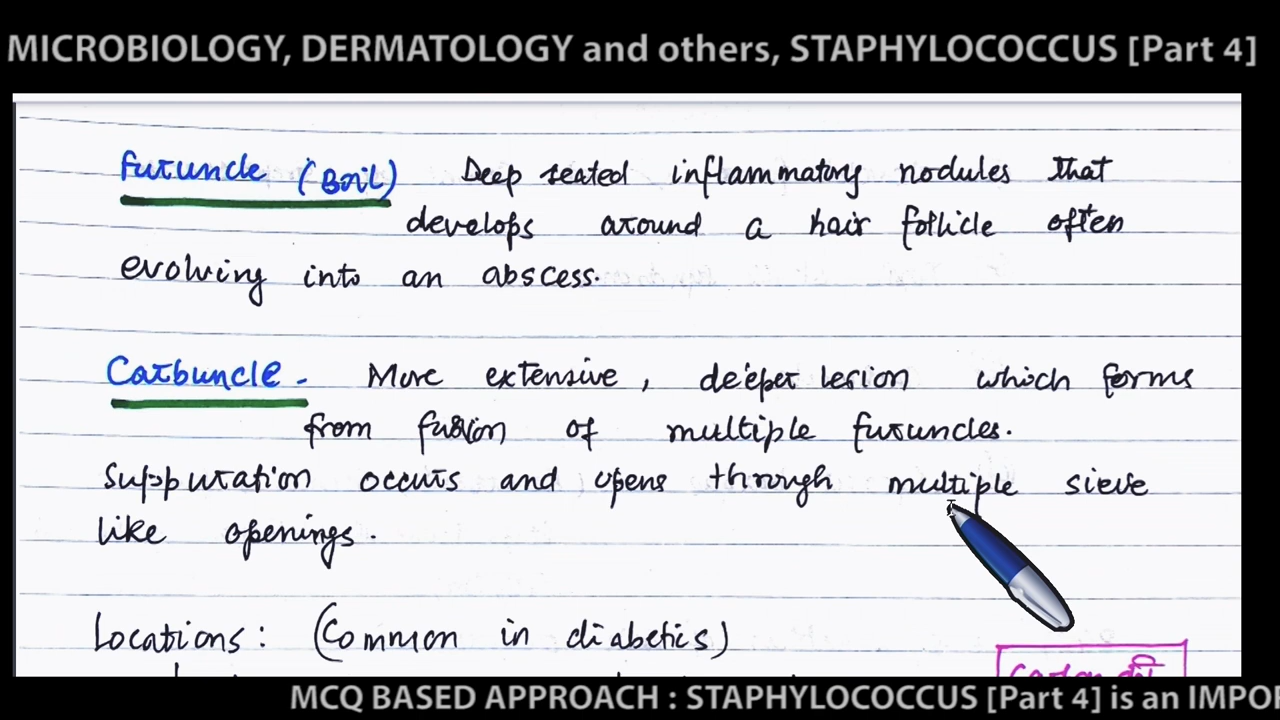 MICROBIOLOGY, DERMATOLOGY and others, STAPHYLOCOCCUS [Part 4]
Furuncle (Boil) Deep seated inflammatory nodules that
develops around a hair follicle often
evolving into an abscess.
Carbuncle - More extensive, deeper lesion which forms
from fusion of multiple furuncles.
Suppuration occurs and opens through multiple sieve
like openings.
Locations: (Common in diabetics)
MCQ BASED APPROACH : STAPHYLOCOCCUS [Part 4] is an IMPO